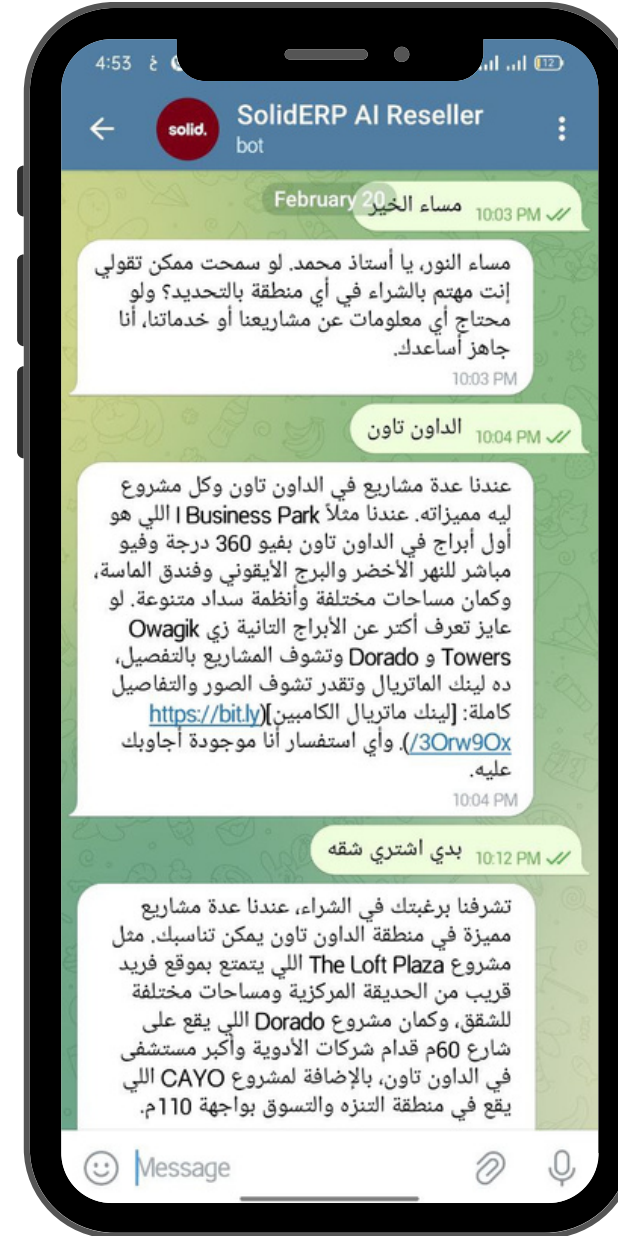 4:53 غ
12
solid.
SolidERP AI Reseller
bot
February 20
مساء الخير
10:03 PM
مساء النور، يا أستاذ محمد. لو سمحت ممكن تقولي
إنت مهتم بالشراء في أي منطقة بالتحديد؟ ولو
محتاج أي معلومات عن مشاريعنا أو خدماتنا، أنا
جاهز أساعدك.
10:03 PM
الداون تاون
10:04 PM
عندنا عدة مشاريع في الداون تاون وكل مشروع
ليه مميزاته. عندنا مثلاً I Business Park اللي هو
أول أبراج في الداون تاون بفيو 360 درجة وفيو
مباشر للنهر الأخضر والبرج الأيقوني وفندق الماسة،
وكمان مساحات مختلفة وأنظمة سداد متنوعة. لو
عايز تعرف أكتر عن الأبراج التانية زي Owagik
Towers و Dorado وتشوف المشاريع بالتفصيل،
ده لينك الماتريال وتقدر تشوف الصور والتفاصيل
كاملة: [لينك ماتريال الكامبين](https://bit.ly
/3Orw9Ox). وأي استفسار أنا موجودة أجاوبك
عليه.
10:04 PM
بدي اشتري شقه
10:12 PM
تشرفنا برغبتك في الشراء، عندنا عدة مشاريع
مميزة في منطقة الداون تاون يمكن تناسبك. مثل
مشروع The Loft Plaza اللي يتمتع بموقع فريد
قريب من الحديقة المركزية ومساحات مختلفة
للشقق، وكمان مشروع Dorado اللي يقع على
شارع 60م قدام شركات الأدوية وأكبر مستشفى
في الداون تاون، بالإضافة لمشروع CAYO اللي
يقع في منطقة التنزه والتسوق بواجهة 110م.
Message